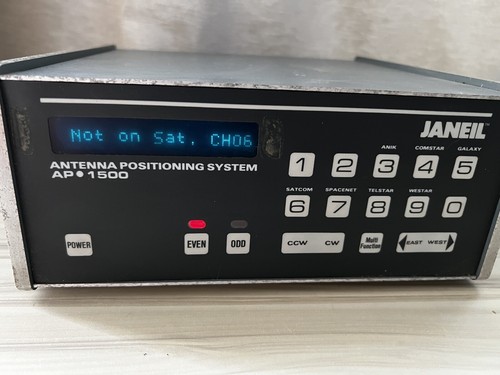 JANEIL
Not on Sat. CH06
ANTENNA POSITIONING SYSTEM
AP•1500
ANIK COMSTAR GALAXY
1 2 3 4 5
SATCOM SPACENET TELSTAR WESTAR
6 7 8 9 0
POWER EVEN ODD CCW CW Multi Function EAST WEST